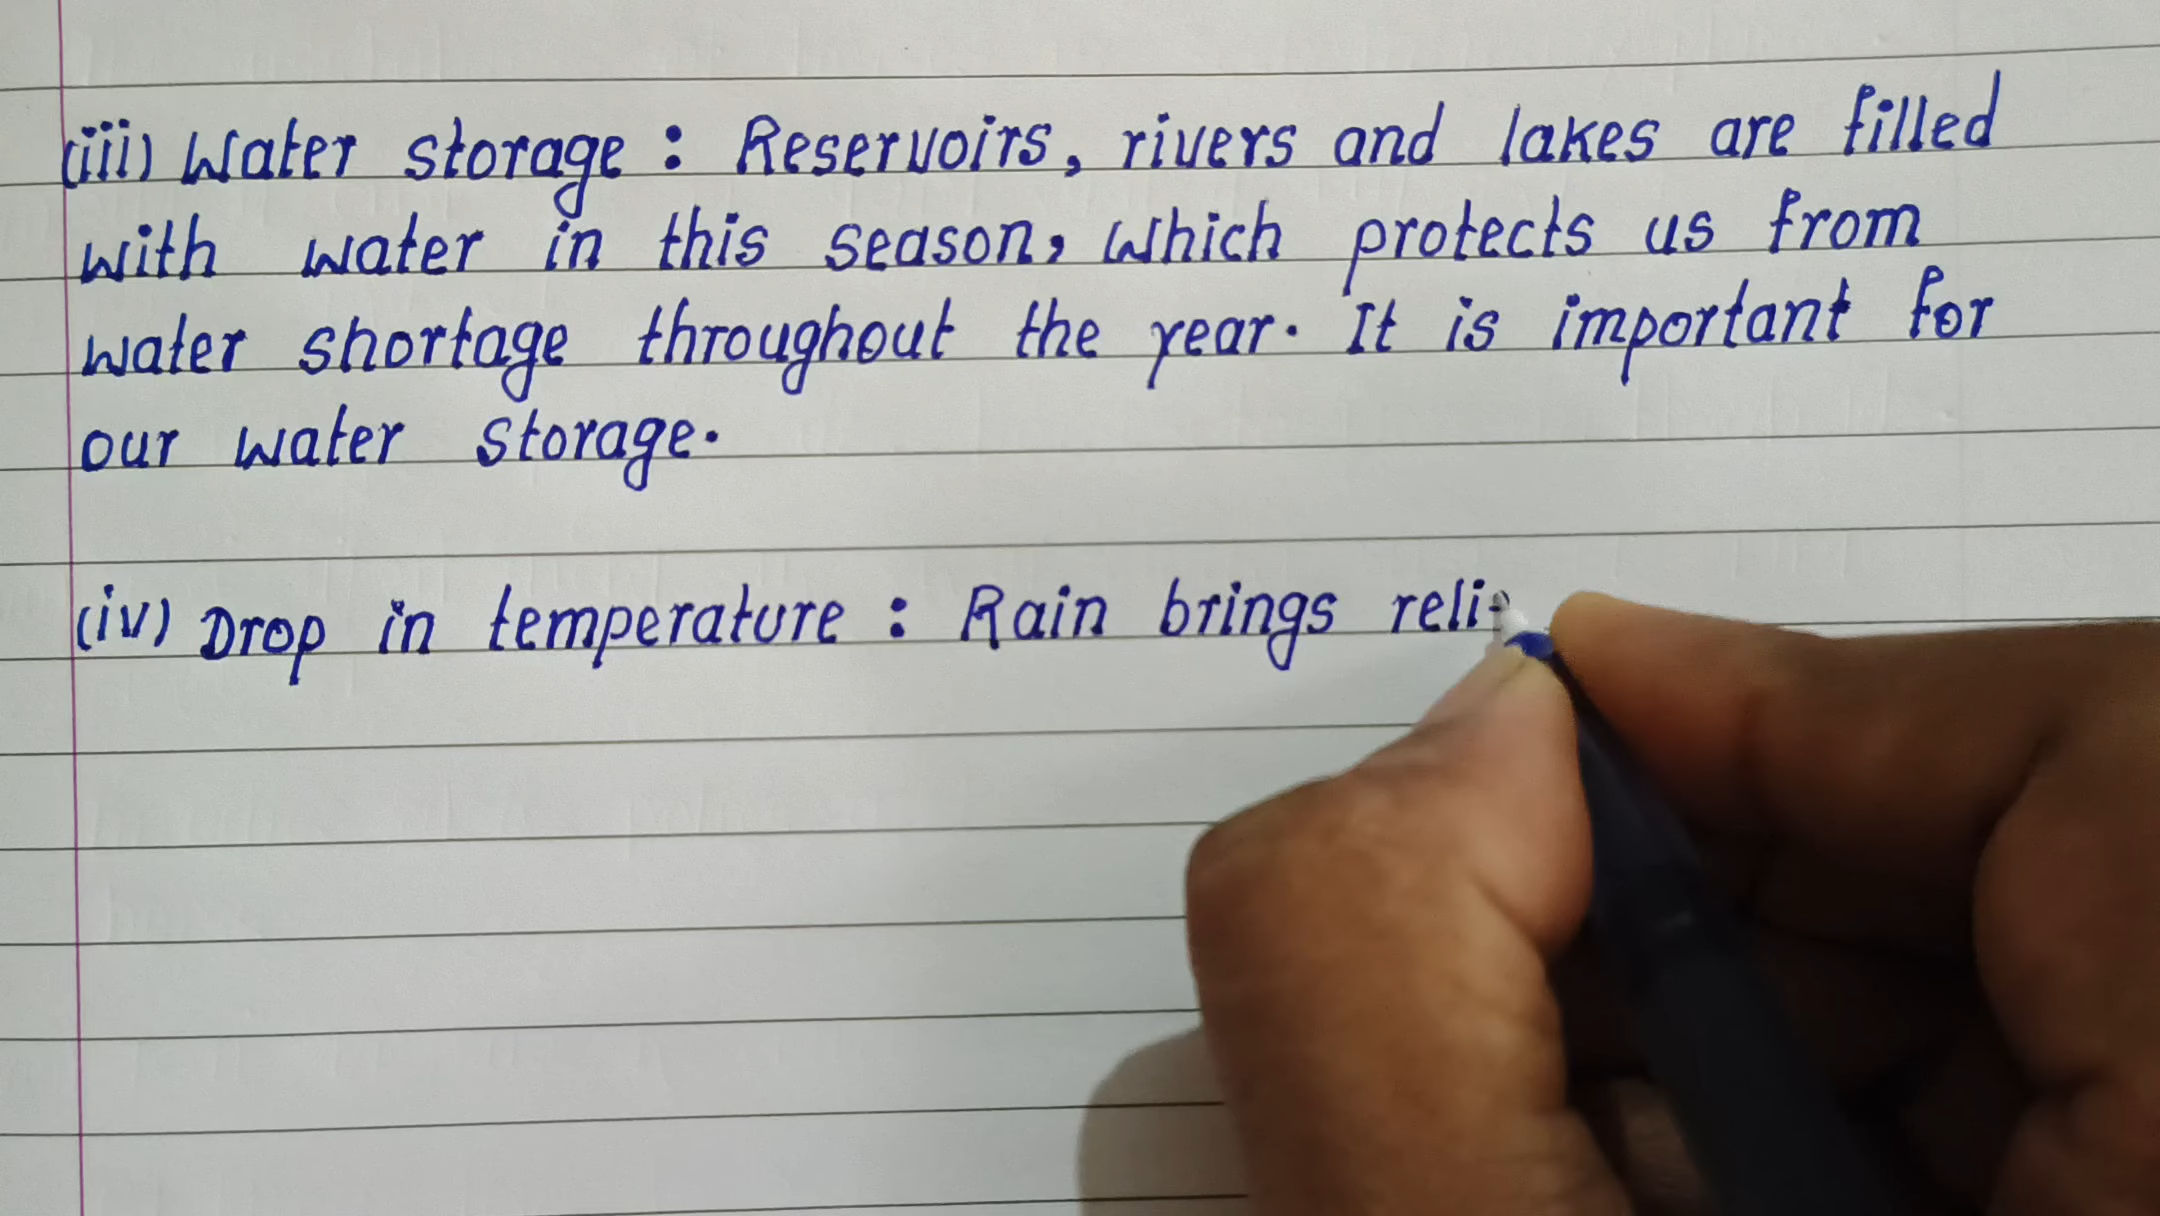 (iii) Water storage : Reservoirs, rivers and lakes are filled
with water in this season, which protects us from
water shortage throughout the year. It is important for
our water storage.
(iv) Drop in temperature : Rain brings reli